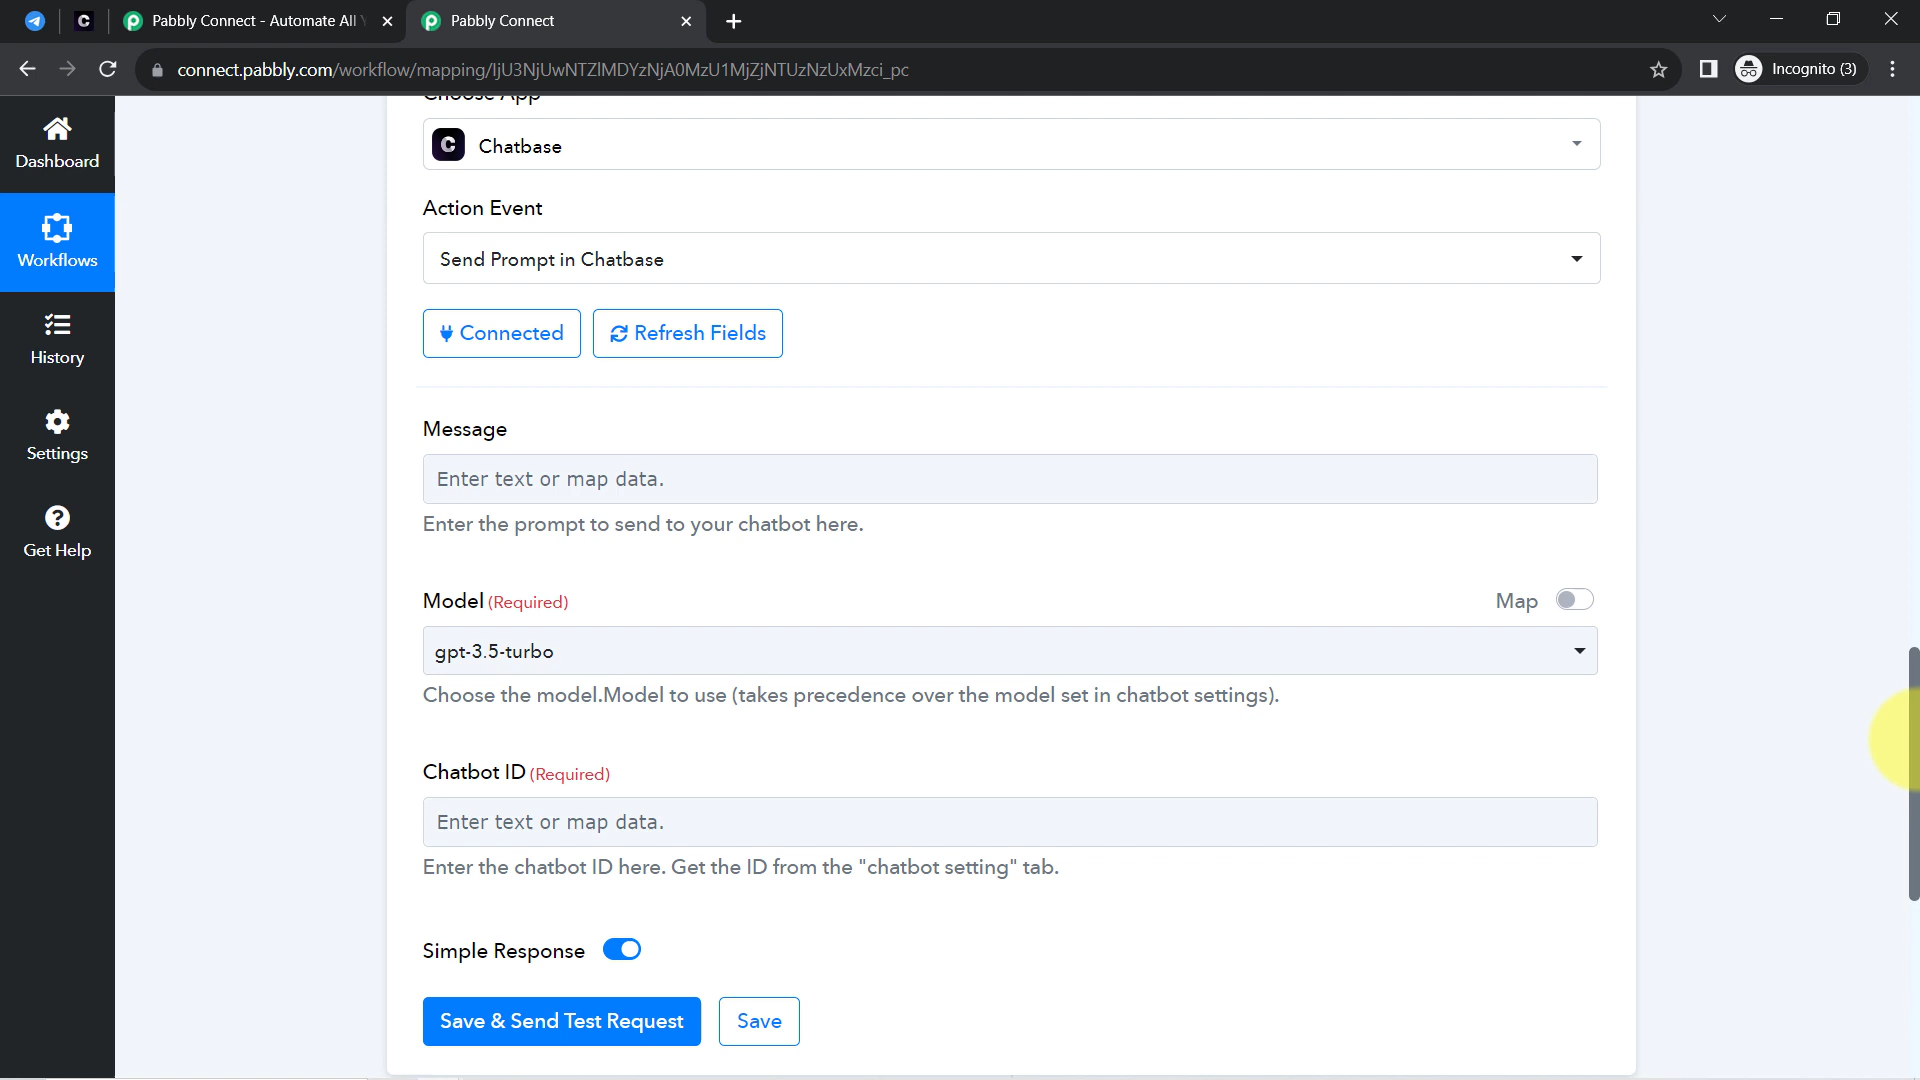 Pabbly Connect - Automate All
Pabbly Connect
connect.pabbly.com/workflow/mapping/IjU3NjUwNTZlMDYzNjA0MzU1MjZjNTUzNzUxMzci_pc
Incognito (3)
Dashboard
Workflows
History
Settings
Get Help
Choose App
C Chatbase
Action Event
Send Prompt in Chatbase
Connected
Refresh Fields
Message
Enter text or map data.
Enter the prompt to send to your chatbot here.
Model (Required)
Map
gpt-3.5-turbo
Choose the model.Model to use (takes precedence over the model set in chatbot settings).
Chatbot ID (Required)
Enter text or map data.
Enter the chatbot ID here. Get the ID from the "chatbot setting" tab.
Simple Response
Save & Send Test Request
Save